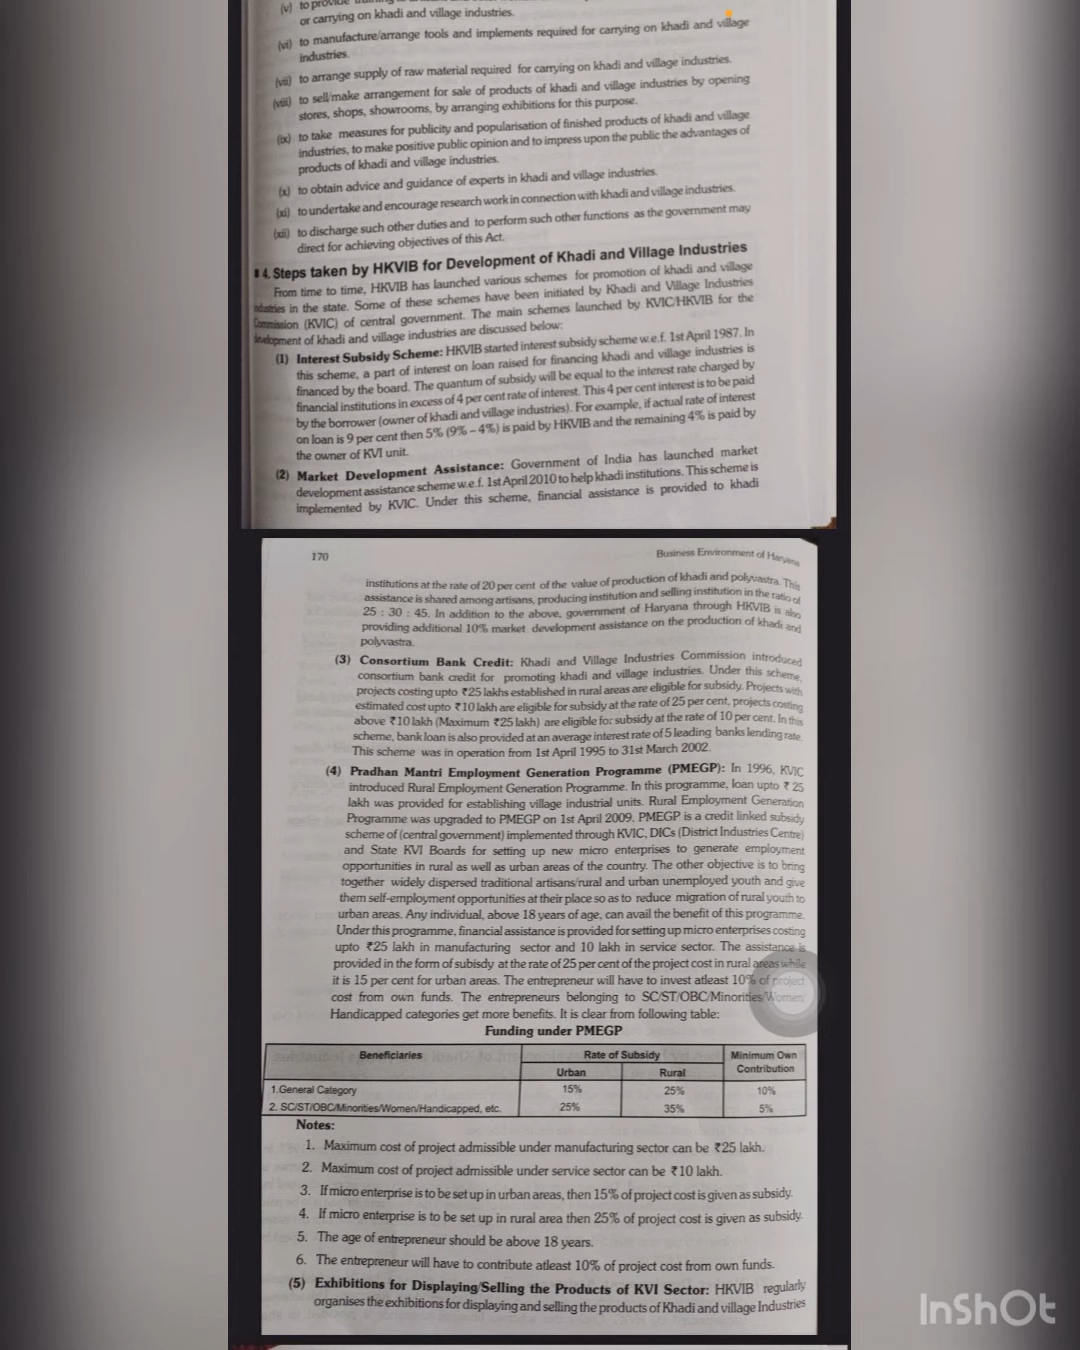 (v) to provide
or carrying on khadi and village industries.
(vi) to manufacture/arrange tools and implements required for carrying on khadi and village
industries.
(vii) to arrange supply of raw material required for carrying on khadi and village industries.
(viii) to sell/make arrangement for sale of products of khadi and village industries by opening
stores, shops, showrooms, by arranging exhibitions for this purpose.
(ix) to take measures for publicity and popularisation of finished products of khadi and village
industries, to make positive public opinion and to impress upon the public the advantages of
products of khadi and village industries.
(x) to obtain advice and guidance of experts in khadi and village industries.
(xi) to undertake and encourage research work in connection with khadi and village industries.
(xii) to discharge such other duties and to perform such other functions as the government may
direct for achieving objectives of this Act.
4. Steps taken by HKVIB for Development of Khadi and Village Industries
From time to time, HKVIB has launched various schemes for promotion of khadi and village
industries in the state. Some of these schemes have been initiated by Khadi and Village Industries
Commission (KVIC) of central government. The main schemes launched by KVIC/HKVIB for the
development of khadi and village industries are discussed below:
(1) Interest Subsidy Scheme: HKVIB started interest subsidy scheme w.e.f. 1st April 1987. In
this scheme, a part of interest on loan raised for financing khadi and village industries is
financed by the board. The quantum of subsidy will be equal to the interest rate charged by
financial institutions in excess of 4 per cent rate of interest. This 4 per cent interest is to be paid
by the borrower (owner of khadi and village industries). For example, if actual rate of interest
on loan is 9 per cent then 5% (9% – 4%) is paid by HKVIB and the remaining 4% is paid by
the owner of KVI unit.
(2) Market Development Assistance: Government of India has launched market
development assistance scheme w.e.f. 1st April 2010 to help khadi institutions. This scheme is
implemented by KVIC. Under this scheme, financial assistance is provided to khadi
170 Business Environment of Haryana
institutions at the rate of 20 per cent of the value of production of khadi and polyvastra. This
assistance is shared among artisans, producing institution and selling institution in the ratio of
25 : 30 : 45. In addition to the above, government of Haryana through HKVIB is also
providing additional 10% market development assistance on the production of khadi and
polyvastra.
(3) Consortium Bank Credit: Khadi and Village Industries Commission introduced
consortium bank credit for promoting khadi and village industries. Under this scheme,
projects costing upto ₹25 lakhs established in rural areas are eligible for subsidy. Projects with
estimated cost upto ₹10 lakh are eligible for subsidy at the rate of 25 per cent, projects costing
above ₹10 lakh (Maximum ₹25 lakh) are eligible for subsidy at the rate of 10 per cent. In this
scheme, bank loan is also provided at an average interest rate of 5 leading banks lending rate.
This scheme was in operation from 1st April 1995 to 31st March 2002.
(4) Pradhan Mantri Employment Generation Programme (PMEGP): In 1996, KVIC
introduced Rural Employment Generation Programme. In this programme, loan upto ₹ 25
lakh was provided for establishing village industrial units. Rural Employment Generation
Programme was upgraded to PMEGP on 1st April 2009. PMEGP is a credit linked subsidy
scheme of (central government) implemented through KVIC, DICs (District Industries Centre)
and State KVI Boards for setting up new micro enterprises to generate employment
opportunities in rural as well as urban areas of the country. The other objective is to bring
together widely dispersed traditional artisans/rural and urban unemployed youth and give
them self-employment opportunities at their place so as to reduce migration of rural youth to
urban areas. Any individual, above 18 years of age, can avail the benefit of this programme.
Under this programme, financial assistance is provided for setting up micro enterprises costing
upto ₹25 lakh in manufacturing sector and 10 lakh in service sector. The assistance is
provided in the form of subisdy at the rate of 25 per cent of the project cost in rural areas while
it is 15 per cent for urban areas. The entrepreneur will have to invest atleast 10% of project
cost from own funds. The entrepreneurs belonging to SC/ST/OBC/Minorities/Women/
Handicapped categories get more benefits. It is clear from following table:
Funding under PMEGP
Beneficiaries Rate of Subsidy Minimum Own
Urban Rural Contribution
1.General Category 15% 25% 10%
2. SC/ST/OBC/Minorities/Women/Handicapped, etc. 25% 35% 5%
Notes:
1. Maximum cost of project admissible under manufacturing sector can be ₹25 lakh.
2. Maximum cost of project admissible under service sector can be ₹10 lakh.
3. If micro enterprise is to be set up in urban areas, then 15% of project cost is given as subsidy.
4. If micro enterprise is to be set up in rural area then 25% of project cost is given as subsidy.
5. The age of entrepreneur should be above 18 years.
6. The entrepreneur will have to contribute atleast 10% of project cost from own funds.
(5) Exhibitions for Displaying/Selling the Products of KVI Sector: HKVIB regularly
organises the exhibitions for displaying and selling the products of Khadi and village Industries
InShOt